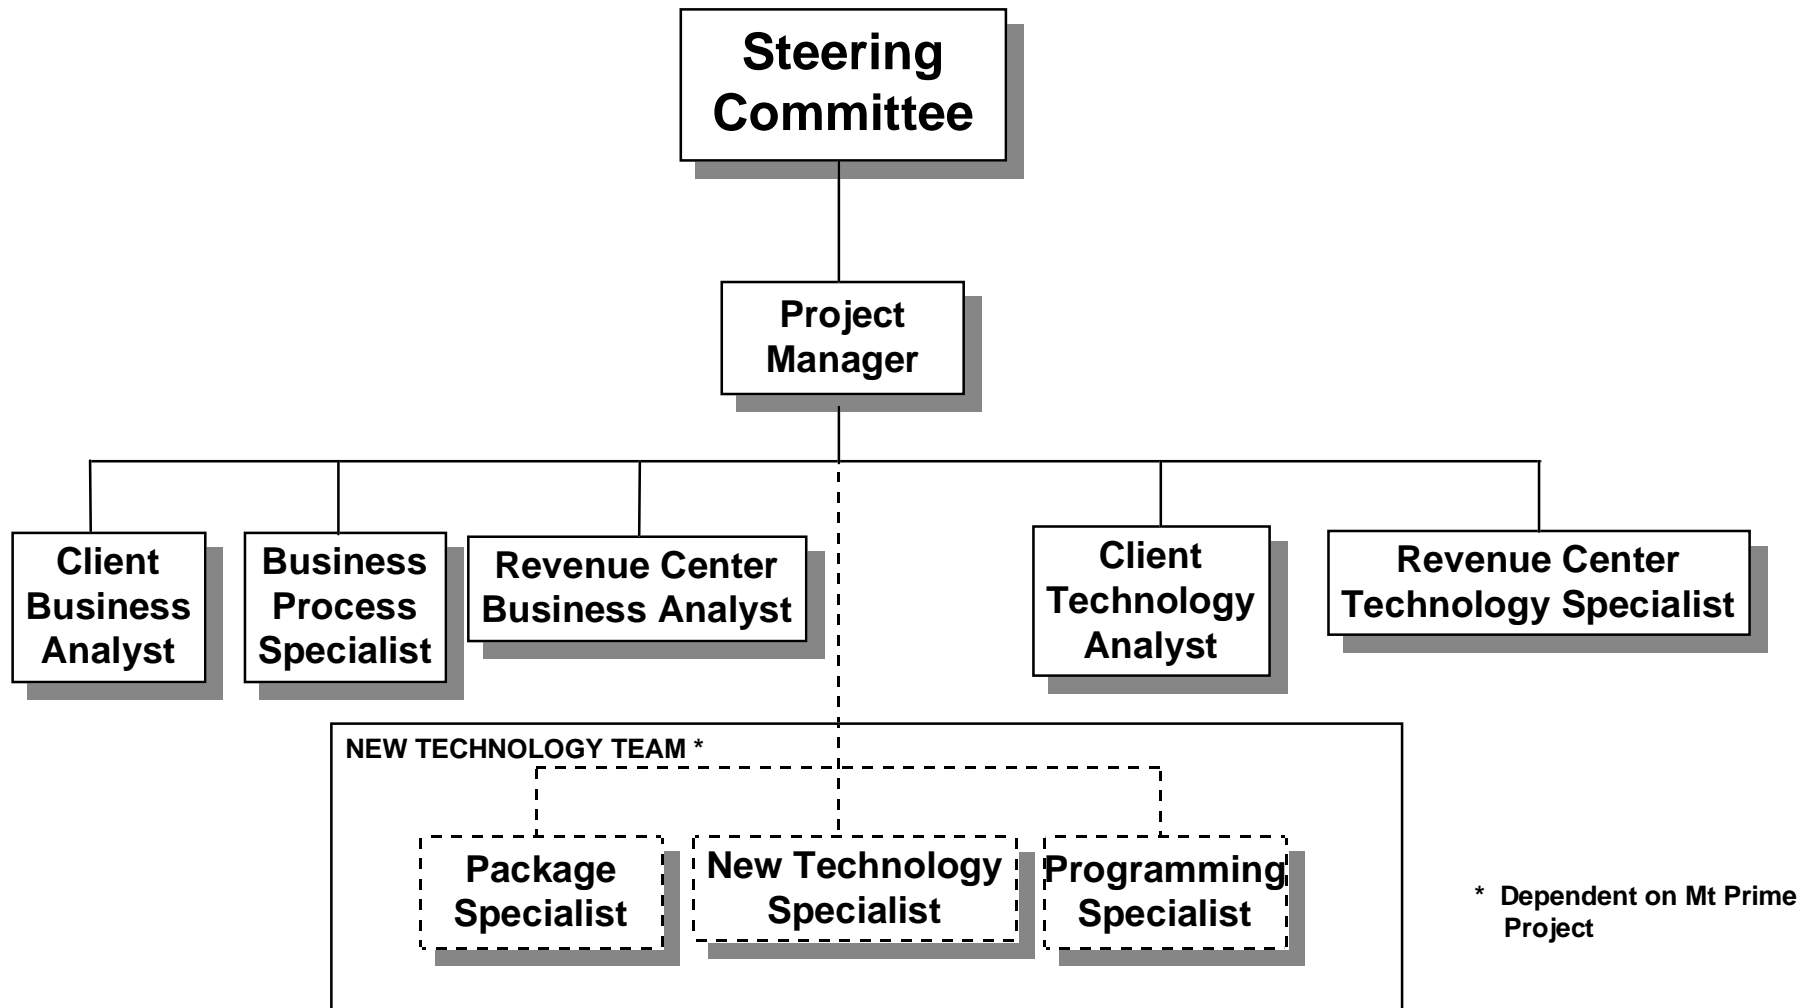 Steering
Committee
Project
Manager
Client
Business
Analyst
Business
Process
Specialist
Revenue Center
Business Analyst
Client
Technology
Analyst
Revenue Center
Technology Specialist
NEW TECHNOLOGY TEAM *
Package
Specialist
New Technology
Specialist
Programming
Specialist
* Dependent on Mt Prime
Project